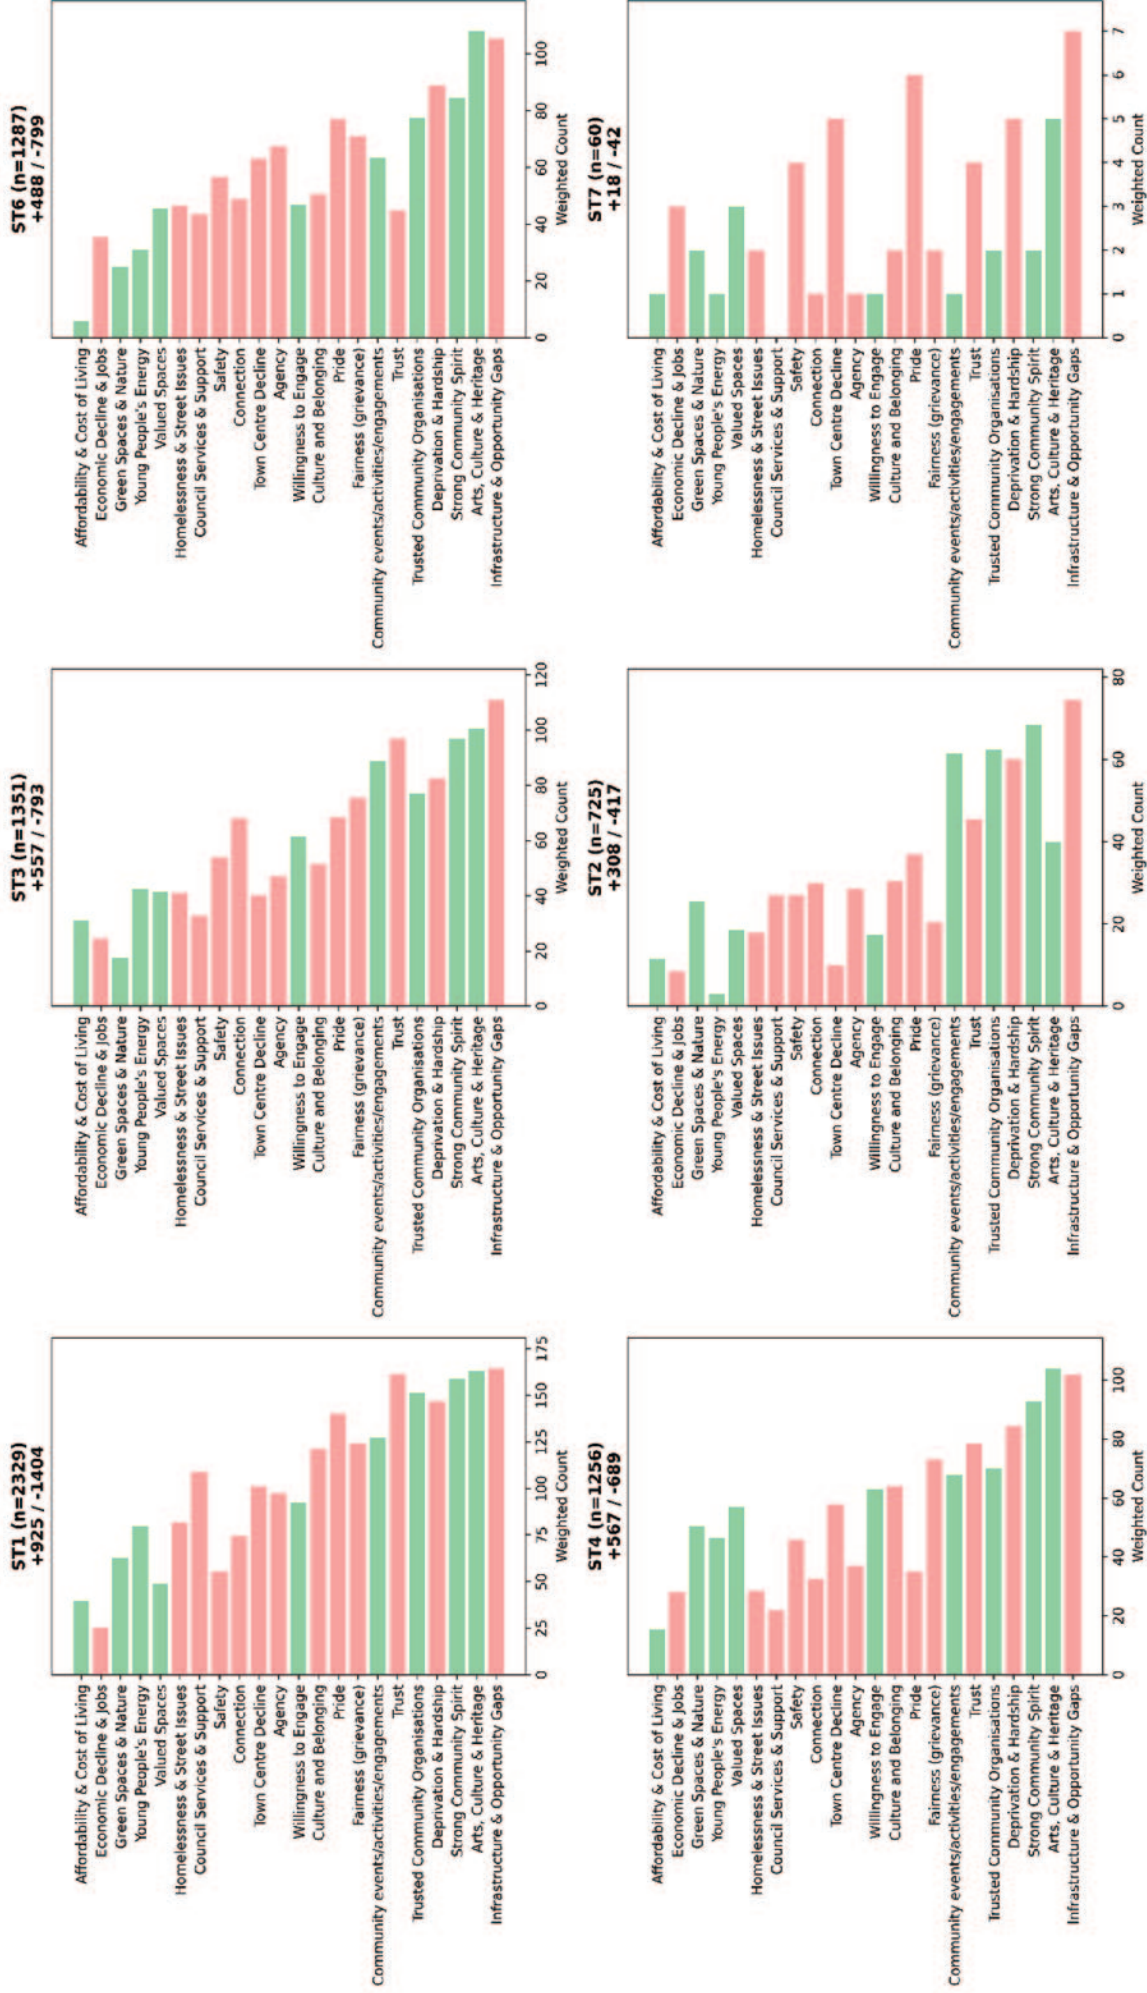 ST1 (n=2329)
+925 / -1404
Affordability & Cost of Living
Economic Decline & Jobs
Green Spaces & Nature
Young People's Energy
Valued Spaces
Homelessness & Street Issues
Council Services & Support
Safety
Connection
Town Centre Decline
Agency
Willingness to Engage
Culture and Belonging
Pride
Fairness (grievance)
Community events/activities/engagements
Trust
Trusted Community Organisations
Deprivation & Hardship
Strong Community Spirit
Arts, Culture & Heritage
Infrastructure & Opportunity Gaps
0 25 50 75 100 125 150 175
Weighted Count
ST3 (n=1351)
+557 / -793
Affordability & Cost of Living
Economic Decline & Jobs
Green Spaces & Nature
Young People's Energy
Valued Spaces
Homelessness & Street Issues
Council Services & Support
Safety
Connection
Town Centre Decline
Agency
Willingness to Engage
Culture and Belonging
Pride
Fairness (grievance)
Community events/activities/engagements
Trust
Trusted Community Organisations
Deprivation & Hardship
Strong Community Spirit
Arts, Culture & Heritage
Infrastructure & Opportunity Gaps
0 20 40 60 80 100 120
Weighted Count
ST6 (n=1287)
+488 / -799
Affordability & Cost of Living
Economic Decline & Jobs
Green Spaces & Nature
Young People's Energy
Valued Spaces
Homelessness & Street Issues
Council Services & Support
Safety
Connection
Town Centre Decline
Agency
Willingness to Engage
Culture and Belonging
Pride
Fairness (grievance)
Community events/activities/engagements
Trust
Trusted Community Organisations
Deprivation & Hardship
Strong Community Spirit
Arts, Culture & Heritage
Infrastructure & Opportunity Gaps
0 20 40 60 80 100
Weighted Count
ST4 (n=1256)
+567 / -689
Affordability & Cost of Living
Economic Decline & Jobs
Green Spaces & Nature
Young People's Energy
Valued Spaces
Homelessness & Street Issues
Council Services & Support
Safety
Connection
Town Centre Decline
Agency
Willingness to Engage
Culture and Belonging
Pride
Fairness (grievance)
Community events/activities/engagements
Trust
Trusted Community Organisations
Deprivation & Hardship
Strong Community Spirit
Arts, Culture & Heritage
Infrastructure & Opportunity Gaps
0 20 40 60 80 100
Weighted Count
ST2 (n=725)
+308 / -417
Affordability & Cost of Living
Economic Decline & Jobs
Green Spaces & Nature
Young People's Energy
Valued Spaces
Homelessness & Street Issues
Council Services & Support
Safety
Connection
Town Centre Decline
Agency
Willingness to Engage
Culture and Belonging
Pride
Fairness (grievance)
Community events/activities/engagements
Trust
Trusted Community Organisations
Deprivation & Hardship
Strong Community Spirit
Arts, Culture & Heritage
Infrastructure & Opportunity Gaps
0 20 40 60 80
Weighted Count
ST7 (n=60)
+18 / -42
Affordability & Cost of Living
Economic Decline & Jobs
Green Spaces & Nature
Young People's Energy
Valued Spaces
Homelessness & Street Issues
Council Services & Support
Safety
Connection
Town Centre Decline
Agency
Willingness to Engage
Culture and Belonging
Pride
Fairness (grievance)
Community events/activities/engagements
Trust
Trusted Community Organisations
Deprivation & Hardship
Strong Community Spirit
Arts, Culture & Heritage
Infrastructure & Opportunity Gaps
0 1 2 3 4 5 6 7
Weighted Count